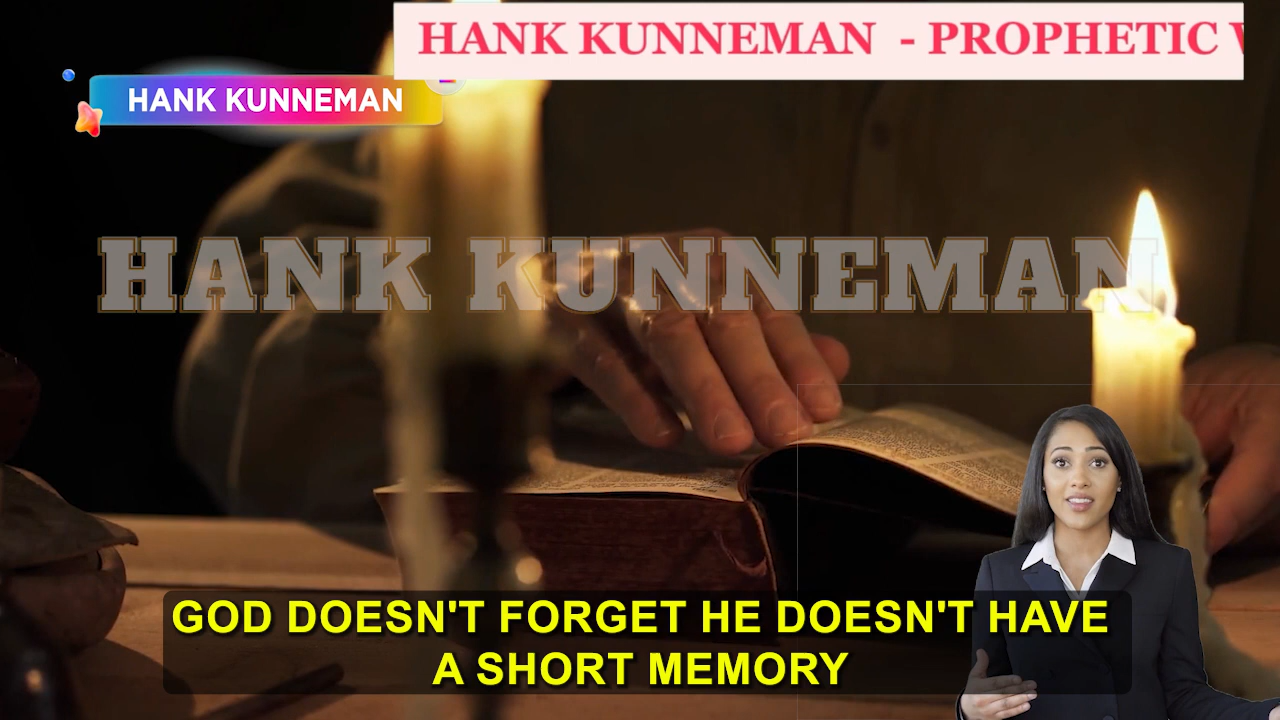 HANK KUNNEMAN - PROPHETIC
HANK KUNNEMAN
HANK KUNNEMAN
GOD DOESN'T FORGET HE DOESN'T HAVE
A SHORT MEMORY